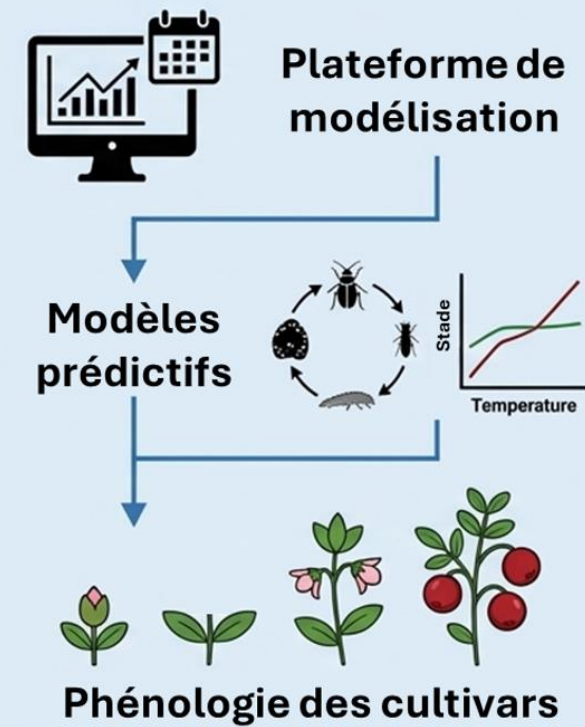 Plateforme de
modélisation
Modèles
prédictifs
Stade
Temperature
Phénologie des cultivars